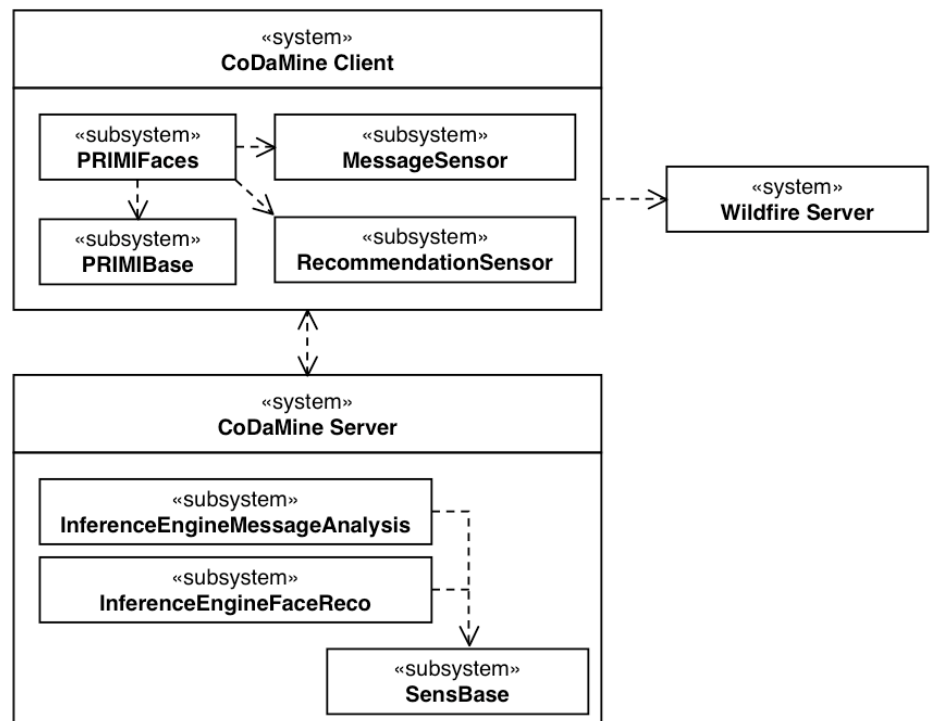 «system»
CoDaMine Client
«subsystem»
PRIMIFaces
«subsystem»
MessageSensor
«subsystem»
PRIMIBase
«subsystem»
RecommendationSensor
«system»
Wildfire Server
«system»
CoDaMine Server
«subsystem»
InferenceEngineMessageAnalysis
«subsystem»
InferenceEngineFaceReco
«subsystem»
SensBase